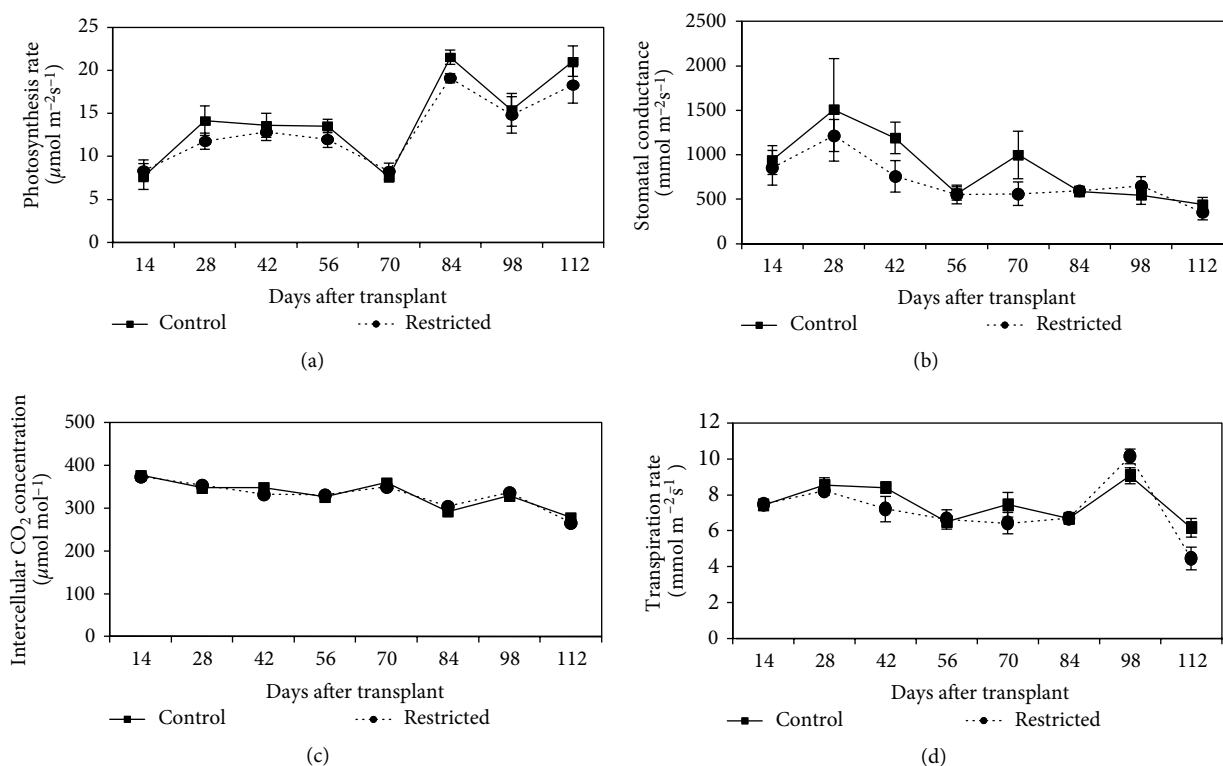 Photosynthesis rate
(μmol m−2s−1)
25
20
15
10
5
0
14 28 42 56 70 84 98 112
Days after transplant
Control Restricted
(a)
Stomatal conductance
(mmol m−2s−1)
2500
2000
1500
1000
500
0
14 28 42 56 70 84 98 112
Days after transplant
Control Restricted
(b)
Intercellular CO2 concentration
(μmol mol−1)
500
400
300
200
100
0
14 28 42 56 70 84 98 112
Days after transplant
Control Restricted
(c)
Transpiration rate
(mmol m−2s−1)
12
10
8
6
4
2
0
14 28 42 56 70 84 98 112
Days after transplant
Control Restricted
(d)